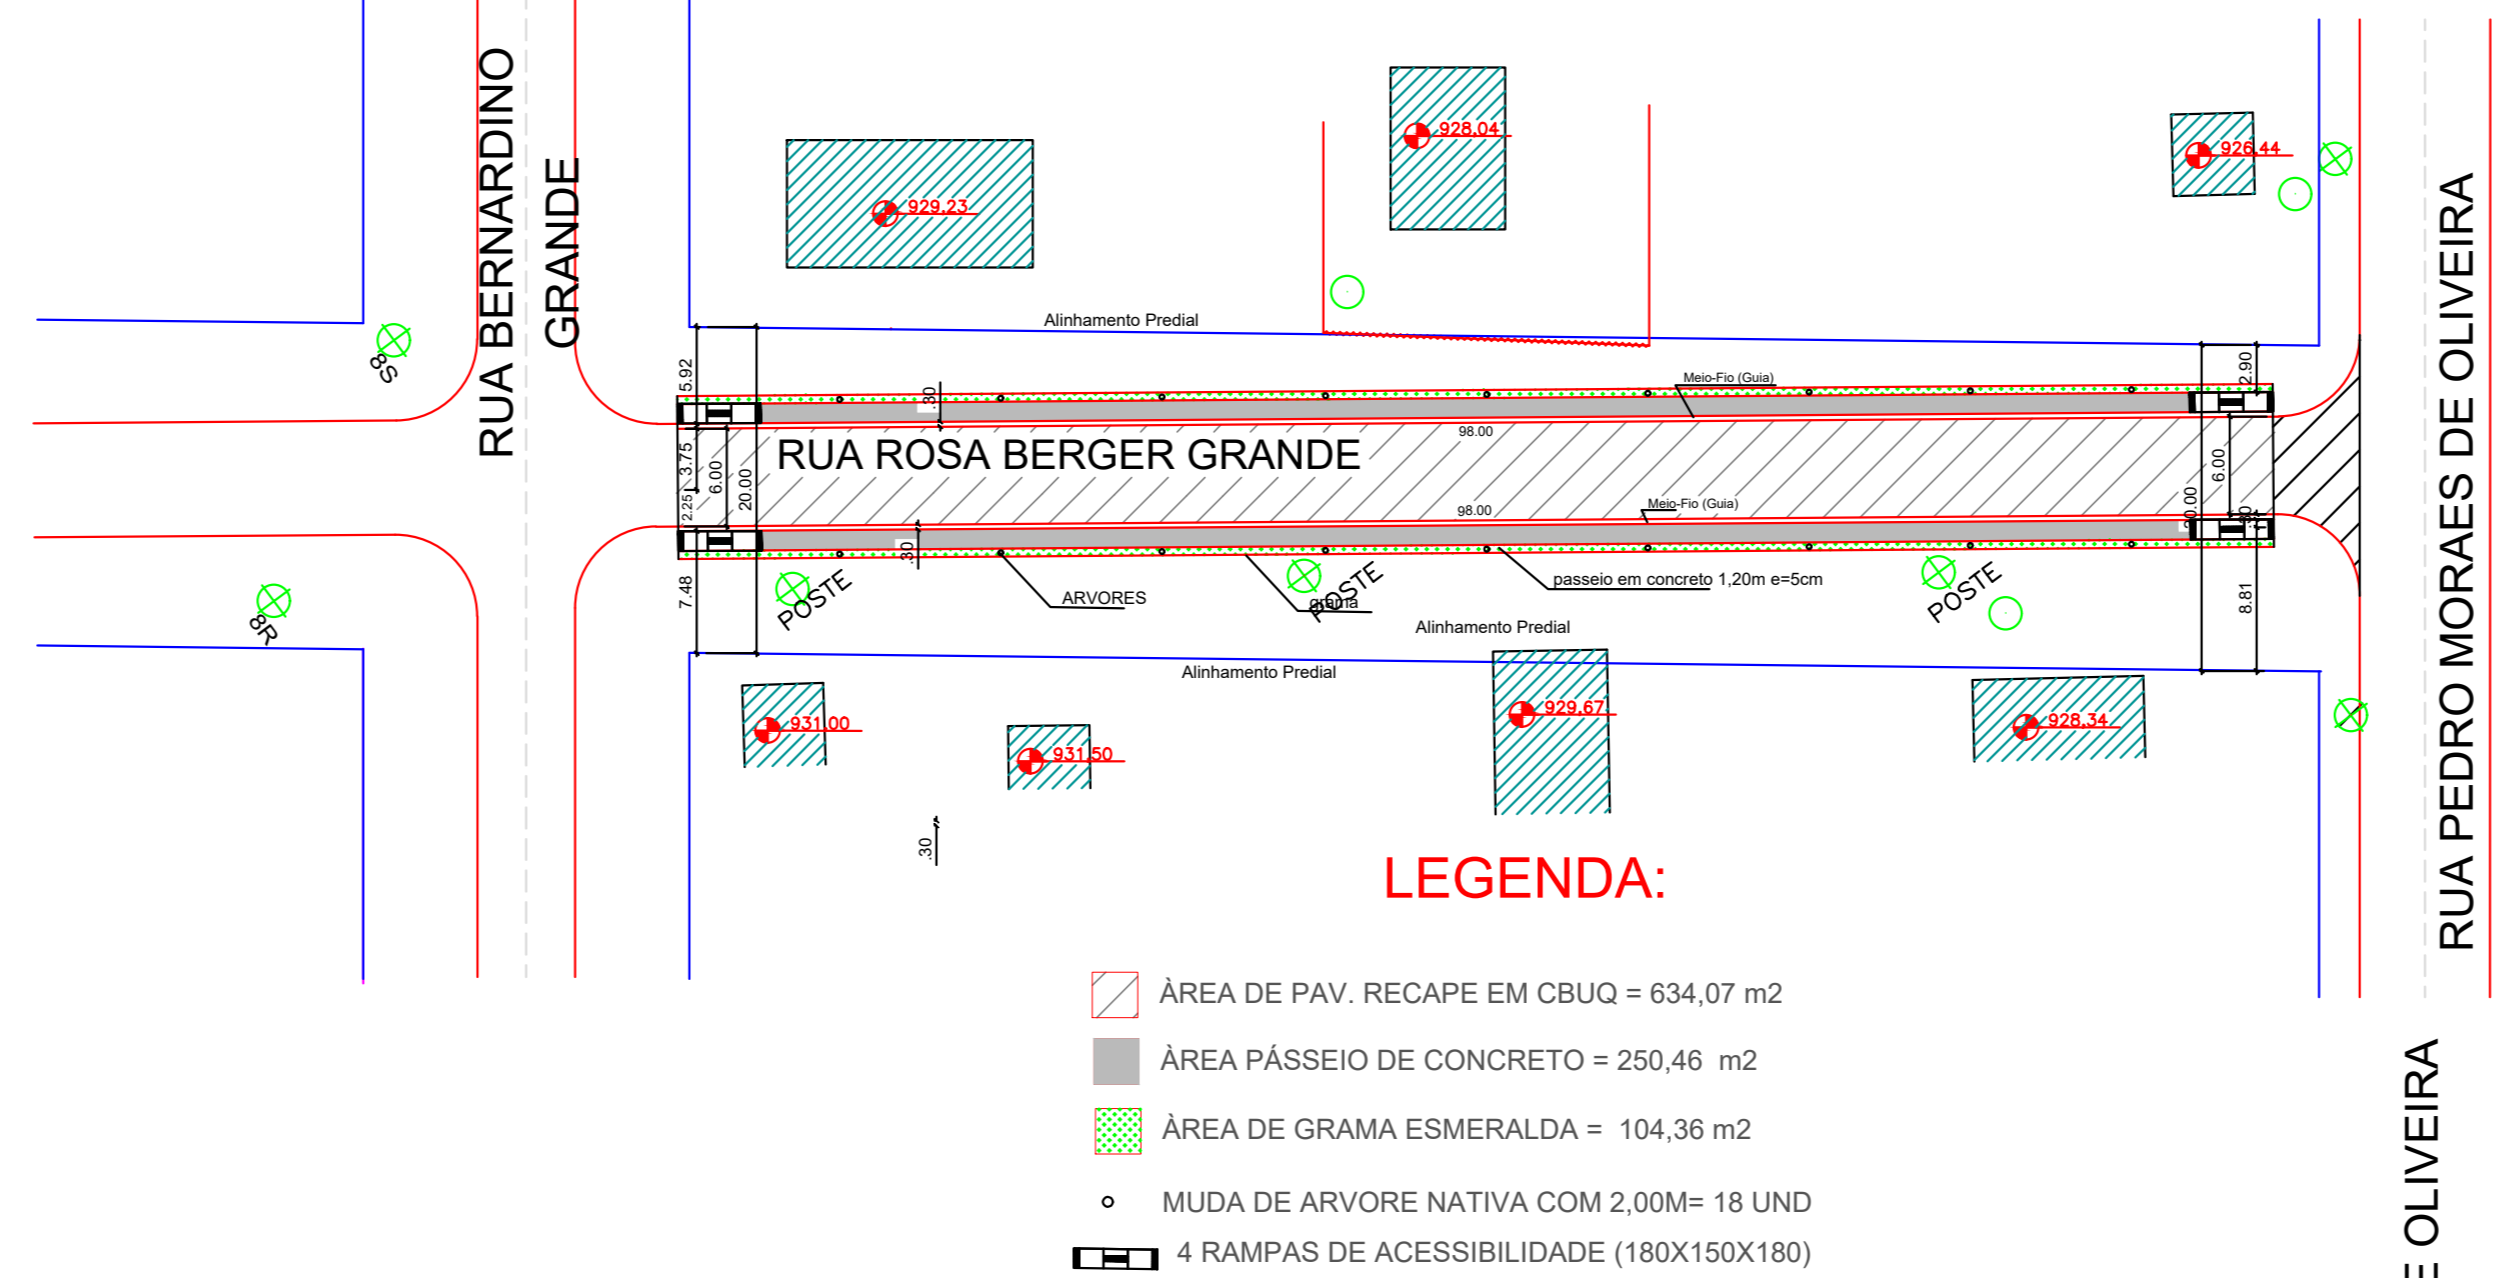 RUA BERNARDINO
GRANDE
928,04
926,44
929,23
RUA PEDRO MORAES DE OLIVEIRA
8S
Alinhamento Predial
5.92
.30
Meio-Fio (Guia)
2.90
98.00
RUA ROSA BERGER GRANDE
3.75
6.00
20.00
2.25
6.00
Meio-Fio (Guia)
98.00
20.00
.30
.30
POSTE
POSTE
POSTE
passeio em concreto 1,20m e=5cm
7.48
ARVORES
grama
8.81
8R
Alinhamento Predial
Alinhamento Predial
931,00
931,50
929,67
928,34
.30
LEGENDA:
ÀREA DE PAV. RECAPE EM CBUQ = 634,07 m2
ÀREA PÁSSEIO DE CONCRETO = 250,46 m2
ÀREA DE GRAMA ESMERALDA = 104,36 m2
MUDA DE ARVORE NATIVA COM 2,00M= 18 UND
4 RAMPAS DE ACESSIBILIDADE (180X150X180)
E OLIVEIRA